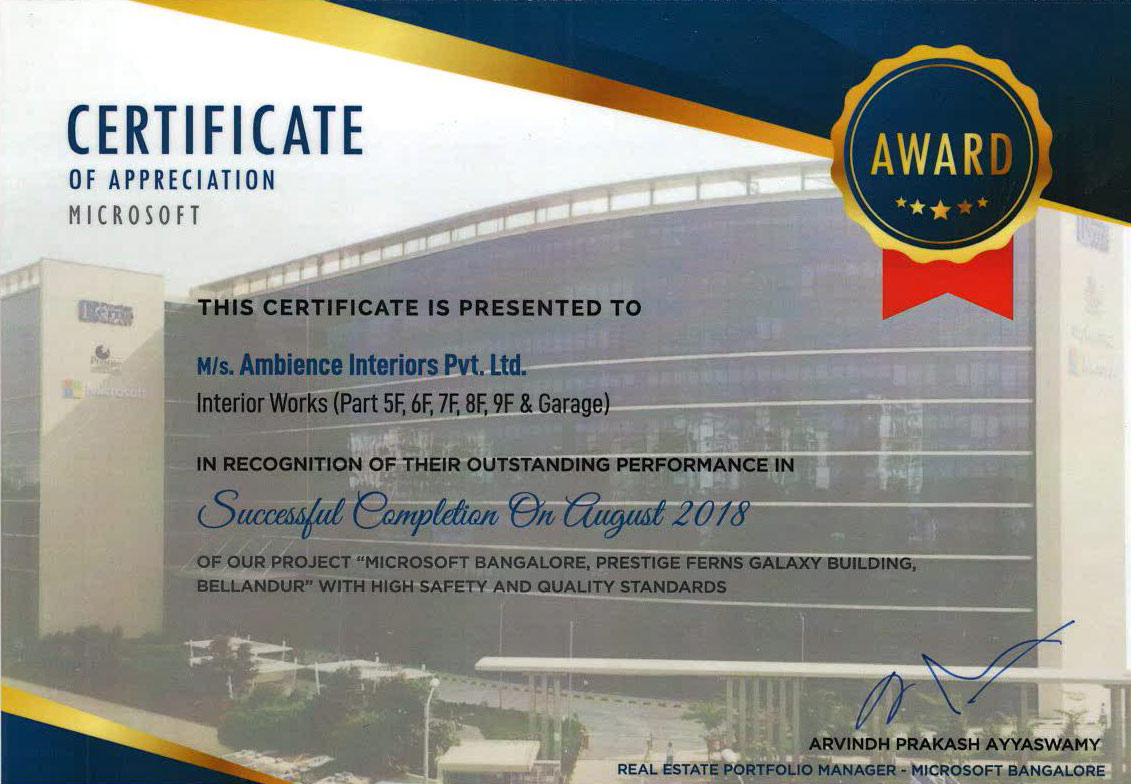 CERTIFICATE
OF APPRECIATION
MICROSOFT
AWARD
THIS CERTIFICATE IS PRESENTED TO
M/s. Ambience Interiors Pvt. Ltd.
Interior Works (Part 5F, 6F, 7F, 8F, 9F & Garage)
Microsoft
IN RECOGNITION OF THEIR OUTSTANDING PERFORMANCE IN
Successful Completion On August 2018
OF OUR PROJECT “MICROSOFT BANGALORE, PRESTIGE FERNS GALAXY BUILDING,
BELLANDUR” WITH HIGH SAFETY AND QUALITY STANDARDS
ARVINDH PRAKASH AYYASWAMY
REAL ESTATE PORTFOLIO MANAGER - MICROSOFT BANGALORE